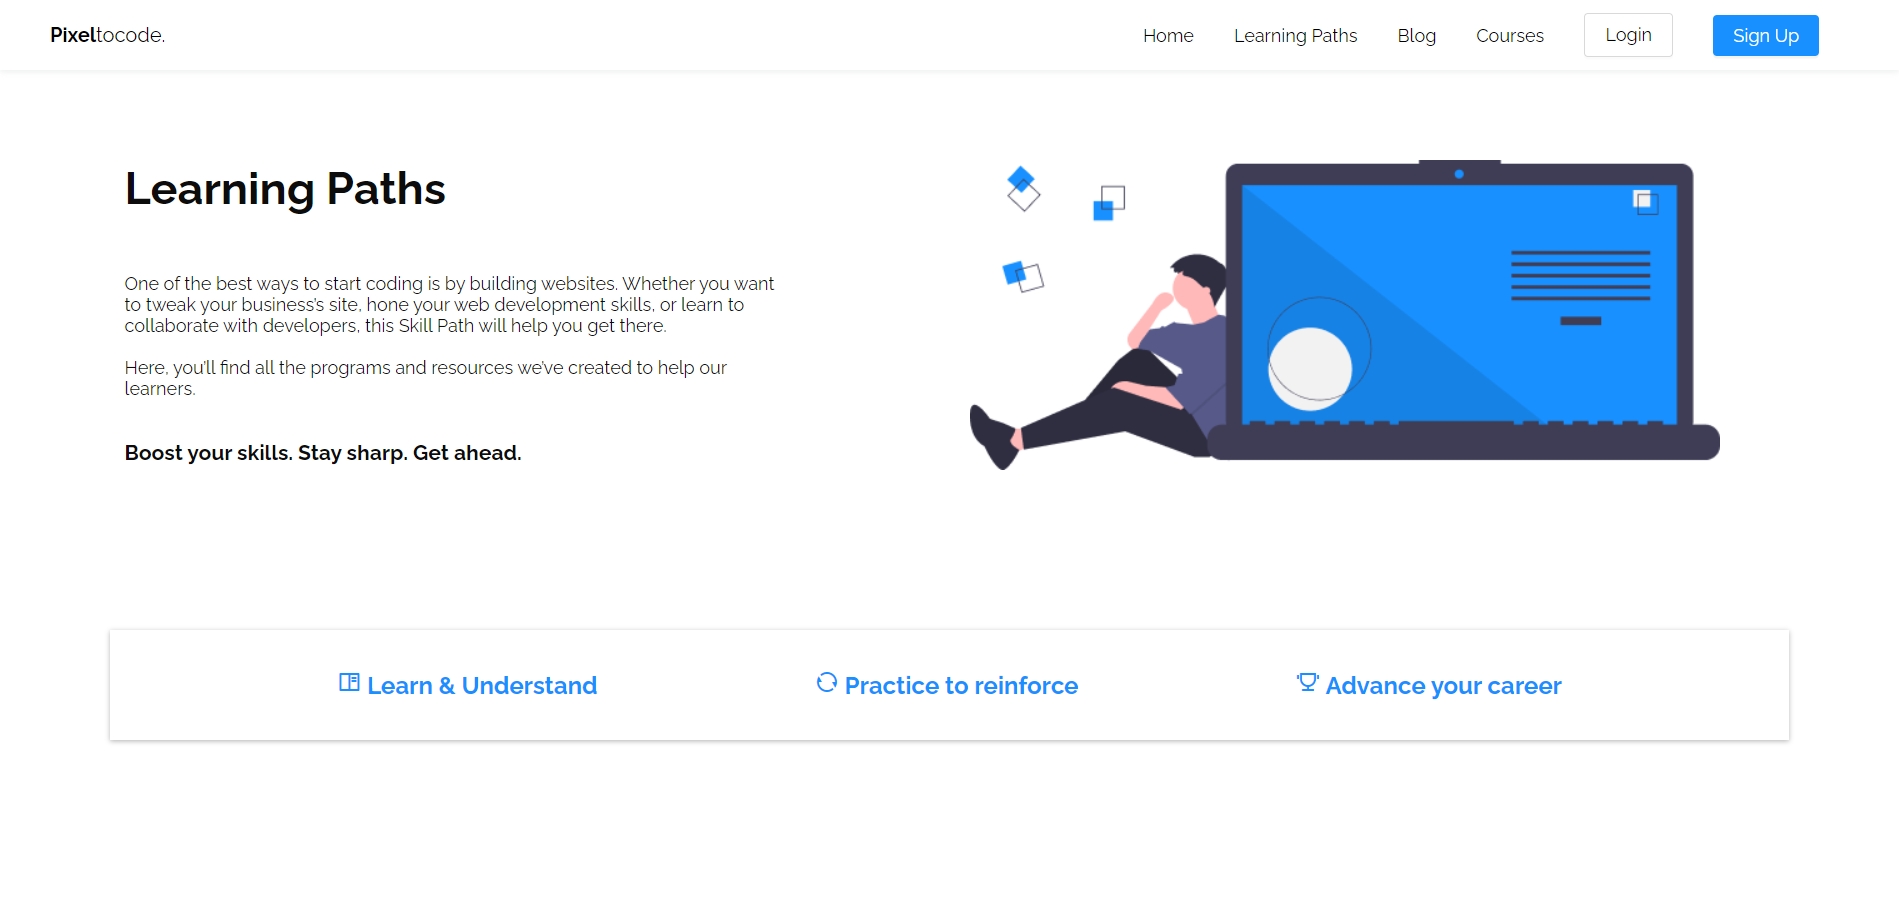 Pixeltocode.
Home
Learning Paths
Blog
Courses
Login
Sign Up
Learning Paths
One of the best ways to start coding is by building websites. Whether you want
to tweak your business's site, hone your web development skills, or learn to
collaborate with developers, this Skill Path will help you get there.
Here, you'll find all the programs and resources we've created to help our
learners.
Boost your skills. Stay sharp. Get ahead.
Learn & Understand
Practice to reinforce
Advance your career